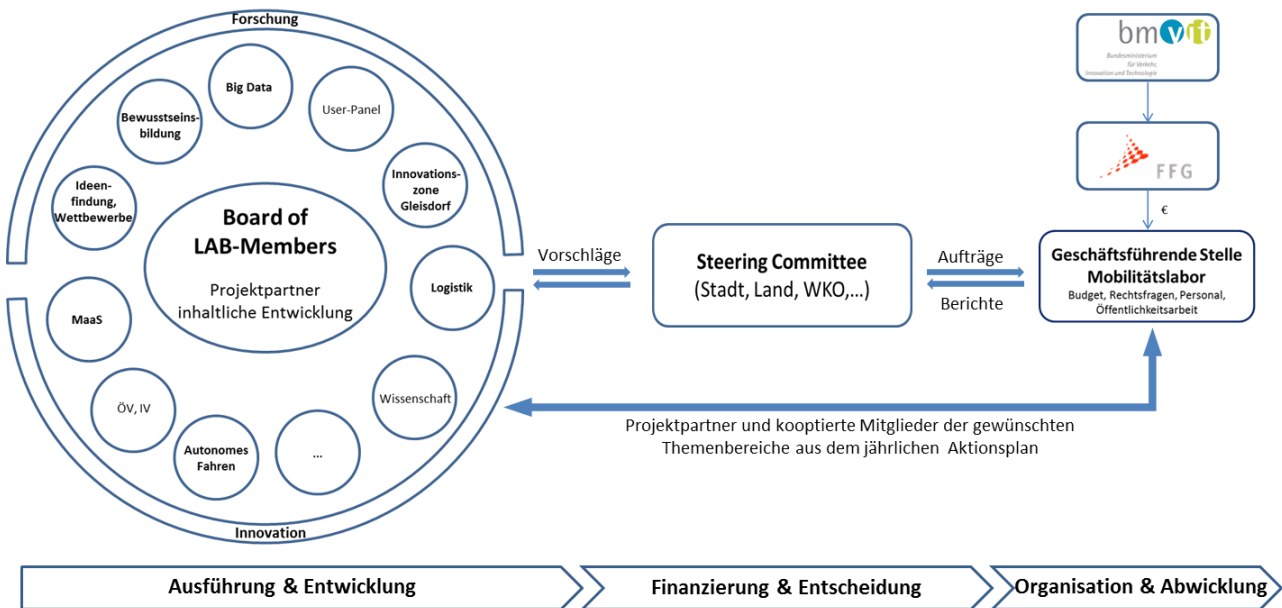 Forschung
Big Data
User-Panel
Bewusstseins-
bildung
Innovations-
zone
Gleisdorf
Ideen-
findung,
Wettbewerbe
Board of
LAB-Members
Projektpartner
inhaltliche Entwicklung
Logistik
MaaS
Wissenschaft
ÖV, IV
Autonomes
Fahren
...
Innovation
Vorschläge
Steering Committee
(Stadt, Land, WKO,...)
Aufträge
Berichte
bmvit
Bundesministerium
für Verkehr,
Innovation und Technologie
FFG
€
Geschäftsführende Stelle
Mobilitätslabor
Budget, Rechtsfragen, Personal,
Öffentlichkeitsarbeit
Projektpartner und kooptierte Mitglieder der gewünschten
Themenbereiche aus dem jährlichen Aktionsplan
Ausführung & Entwicklung
Finanzierung & Entscheidung
Organisation & Abwicklung